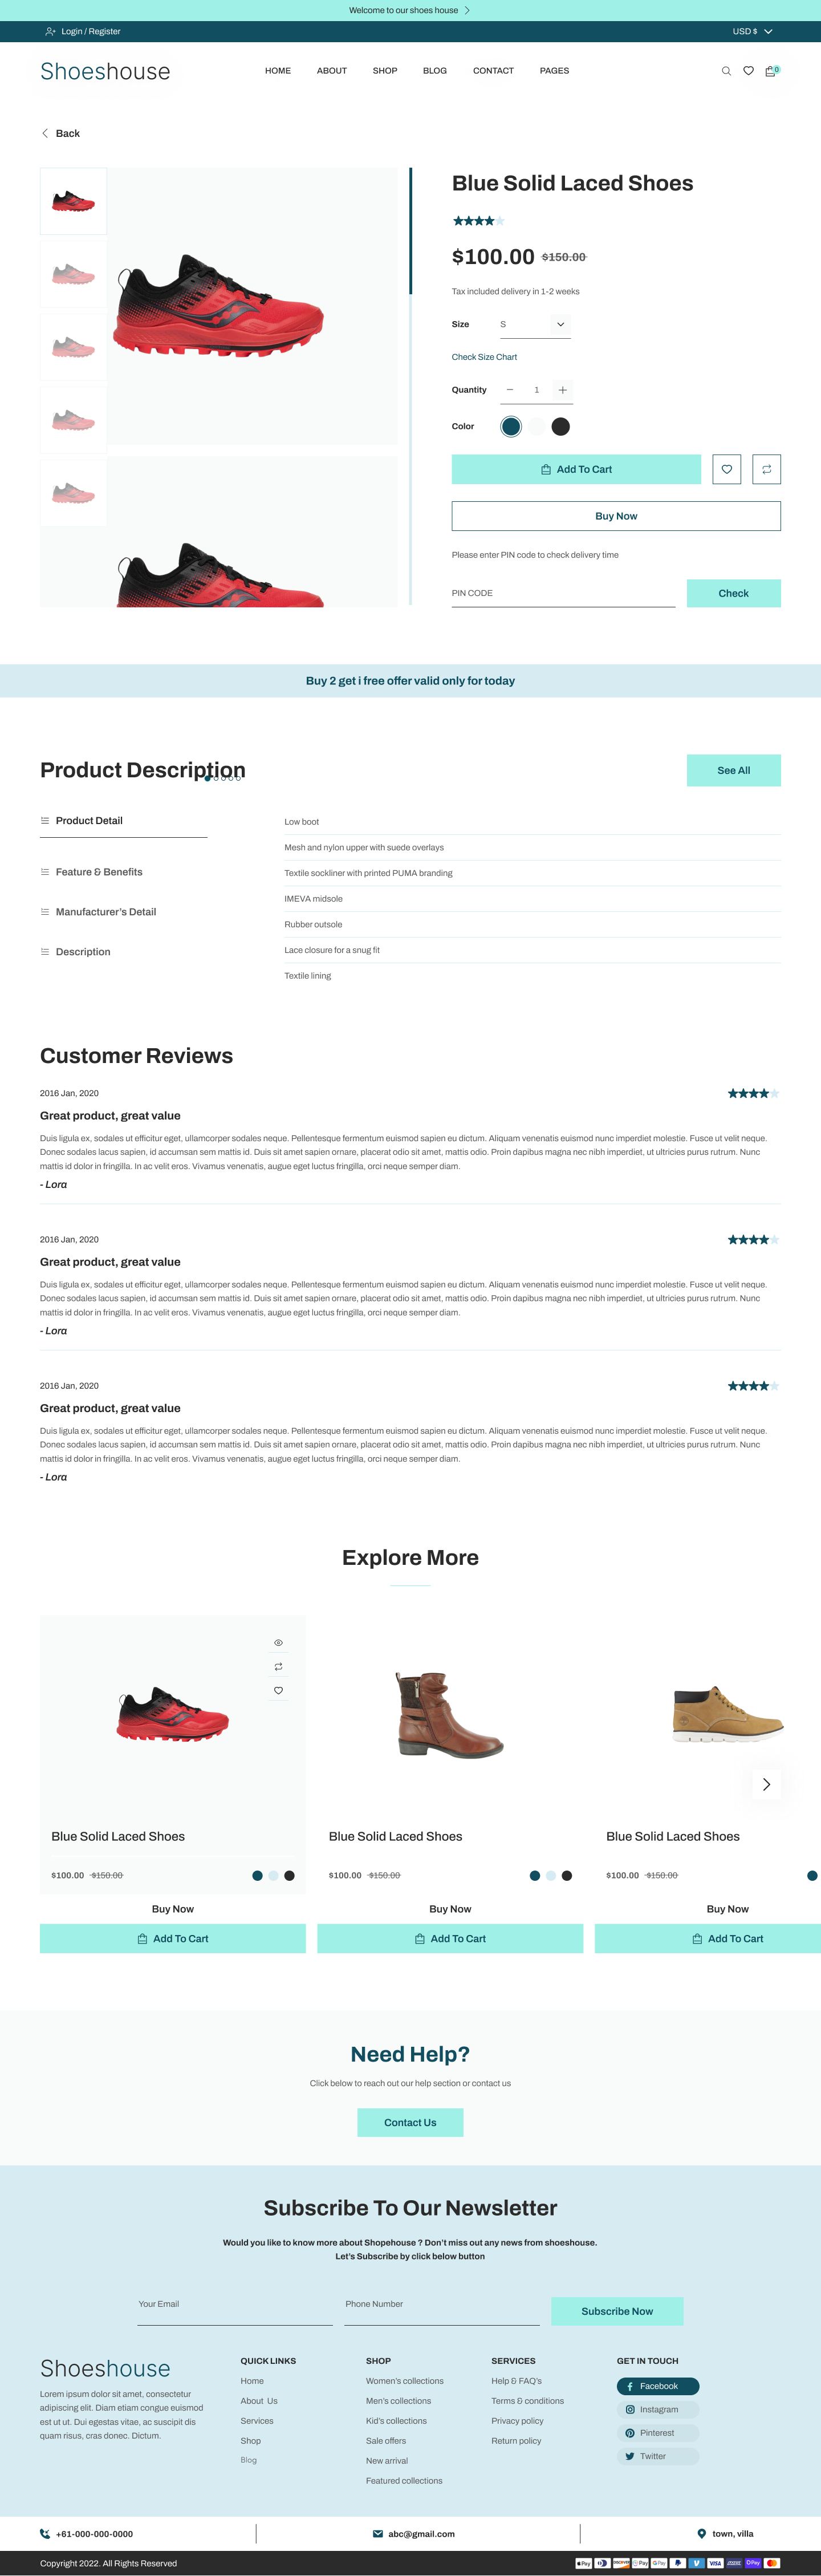 Welcome to our shoes house
Login / Register
USD $
Shoeshouse
HOME
ABOUT
SHOP
BLOG
CONTACT
PAGES
0
Back
Blue Solid Laced Shoes
$100.00 $150.00
Tax included delivery in 1-2 weeks
Size S
Check Size Chart
Quantity 1
Color
Add To Cart
Buy Now
Please enter PIN code to check delivery time
PIN CODE
Check
Buy 2 get i free offer valid only for today
Product Description
See All
Product Detail
Feature & Benefits
Manufacturer's Detail
Description
Low boot
Mesh and nylon upper with suede overlays
Textile sockliner with printed PUMA branding
IMEVA midsole
Rubber outsole
Lace closure for a snug fit
Textile lining
Customer Reviews
2016 Jan, 2020
Great product, great value
Duis ligula ex, sodales ut efficitur eget, ullamcorper sodales neque. Pellentesque fermentum euismod sapien eu dictum. Aliquam venenatis euismod nunc imperdiet molestie. Fusce ut velit neque.
Donec sodales lacus sapien, id accumsan sem mattis id. Duis sit amet sapien ornare, placerat odio sit amet, mattis odio. Proin dapibus magna nec nibh imperdiet, ut ultricies purus rutrum. Nunc
mattis id dolor in fringilla. In ac velit eros. Vivamus venenatis, augue eget luctus fringilla, orci neque semper diam.
- Lora
2016 Jan, 2020
Great product, great value
Duis ligula ex, sodales ut efficitur eget, ullamcorper sodales neque. Pellentesque fermentum euismod sapien eu dictum. Aliquam venenatis euismod nunc imperdiet molestie. Fusce ut velit neque.
Donec sodales lacus sapien, id accumsan sem mattis id. Duis sit amet sapien ornare, placerat odio sit amet, mattis odio. Proin dapibus magna nec nibh imperdiet, ut ultricies purus rutrum. Nunc
mattis id dolor in fringilla. In ac velit eros. Vivamus venenatis, augue eget luctus fringilla, orci neque semper diam.
- Lora
2016 Jan, 2020
Great product, great value
Duis ligula ex, sodales ut efficitur eget, ullamcorper sodales neque. Pellentesque fermentum euismod sapien eu dictum. Aliquam venenatis euismod nunc imperdiet molestie. Fusce ut velit neque.
Donec sodales lacus sapien, id accumsan sem mattis id. Duis sit amet sapien ornare, placerat odio sit amet, mattis odio. Proin dapibus magna nec nibh imperdiet, ut ultricies purus rutrum. Nunc
mattis id dolor in fringilla. In ac velit eros. Vivamus venenatis, augue eget luctus fringilla, orci neque semper diam.
- Lora
Explore More
Blue Solid Laced Shoes
$100.00 $150.00
Buy Now
Add To Cart
Blue Solid Laced Shoes
$100.00 $150.00
Buy Now
Add To Cart
Blue Solid Laced Shoes
$100.00 $150.00
Buy Now
Add To Cart
Need Help?
Click below to reach out our help section or contact us
Contact Us
Subscribe To Our Newsletter
Would you like to know more about Shopehouse ? Don't miss out any news from shoeshouse.
Let's Subscribe by click below button
Your Email
Phone Number
Subscribe Now
Shoeshouse
Lorem ipsum dolor sit amet, consectetur
adipiscing elit. Diam etiam congue euismod
est ut ut. Dui egestas vitae, ac suscipit dis
quam risus, cras donec. Dictum.
QUICK LINKS
Home
About Us
Services
Shop
Blog
SHOP
Women's collections
Men's collections
Kid's collections
Sale offers
New arrival
Featured collections
SERVICES
Help & FAQ's
Terms & conditions
Privacy policy
Return policy
GET IN TOUCH
Facebook
Instagram
Pinterest
Twitter
+61-000-000-0000
abc@gmail.com
town, villa
Copyright 2022. All Rights Reserved
Pay
DISCOVER
Pay
G Pay
VISA
OPay